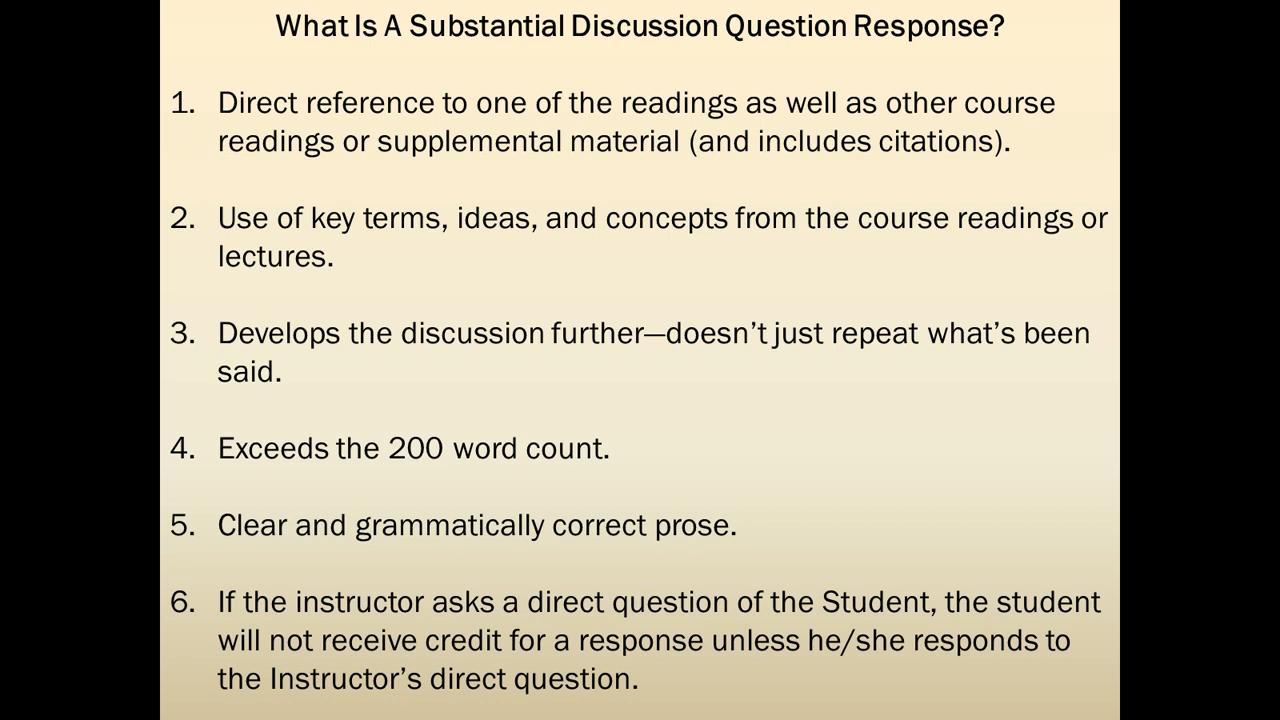 What Is A Substantial Discussion Question Response?
1. Direct reference to one of the readings as well as other course
readings or supplemental material (and includes citations).
2. Use of key terms, ideas, and concepts from the course readings or
lectures.
3. Develops the discussion further—doesn’t just repeat what’s been
said.
4. Exceeds the 200 word count.
5. Clear and grammatically correct prose.
6. If the instructor asks a direct question of the Student, the student
will not receive credit for a response unless he/she responds to
the Instructor’s direct question.